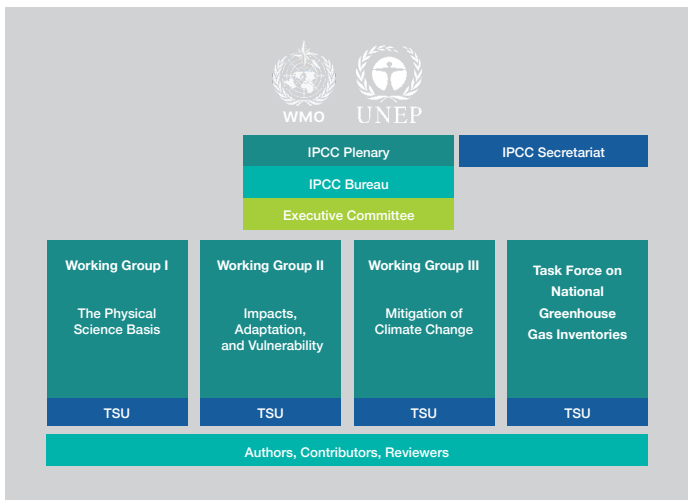 WMO
UNEP
IPCC Plenary
IPCC Secretariat
IPCC Bureau
Executive Committee
Working Group I
The Physical
Science Basis
TSU
Working Group II
Impacts,
Adaptation,
and Vulnerability
TSU
Working Group III
Mitigation of
Climate Change
TSU
Task Force on
National
Greenhouse
Gas Inventories
TSU
Authors, Contributors, Reviewers